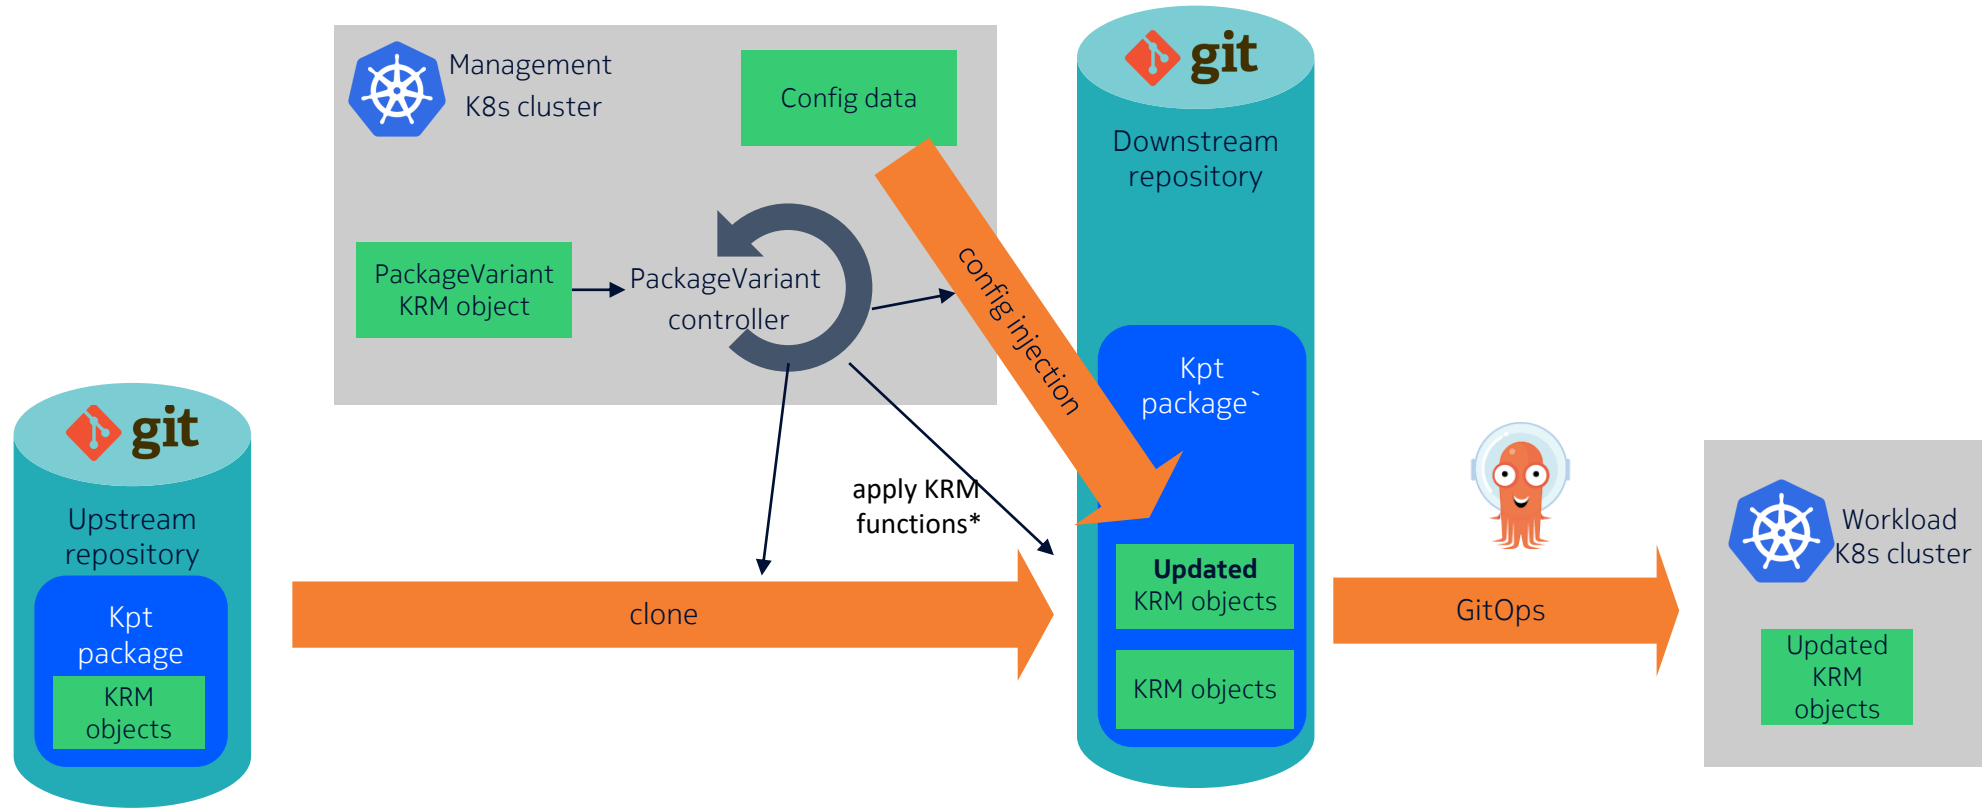 Management
K8s cluster
Config data
git
Downstream
repository
PackageVariant
KRM object
PackageVariant
controller
config injection
Kpt
package`
git
Upstream
repository
Kpt
package
KRM
objects
apply KRM
functions*
clone
Updated
KRM objects
KRM objects
GitOps
Workload
K8s cluster
Updated
KRM
objects